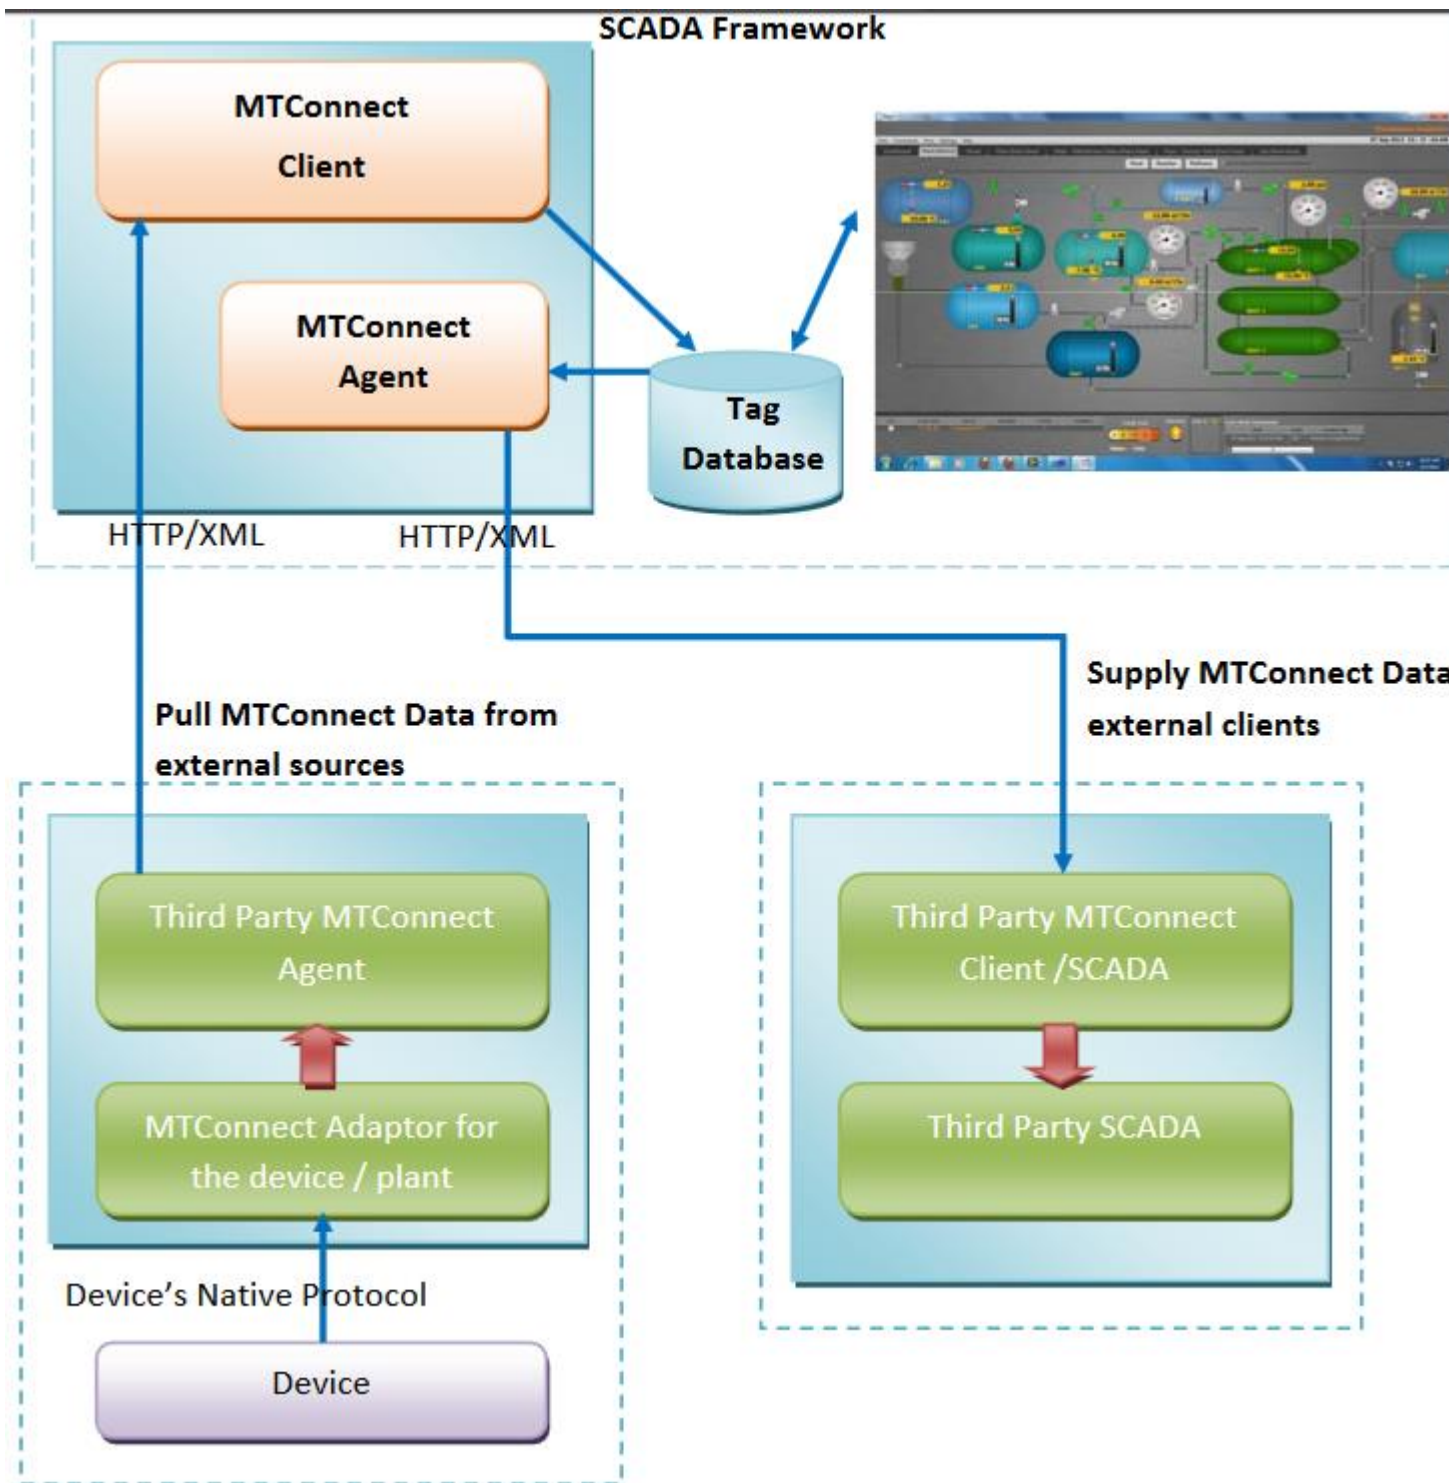 SCADA Framework
MTConnect
Client
MTConnect
Agent
Tag
Database
HTTP/XML
HTTP/XML
Pull MTConnect Data from
external sources
Supply MTConnect Data
external clients
Third Party MTConnect
Agent
MTConnect Adaptor for
the device / plant
Device’s Native Protocol
Device
Third Party MTConnect
Client /SCADA
Third Party SCADA